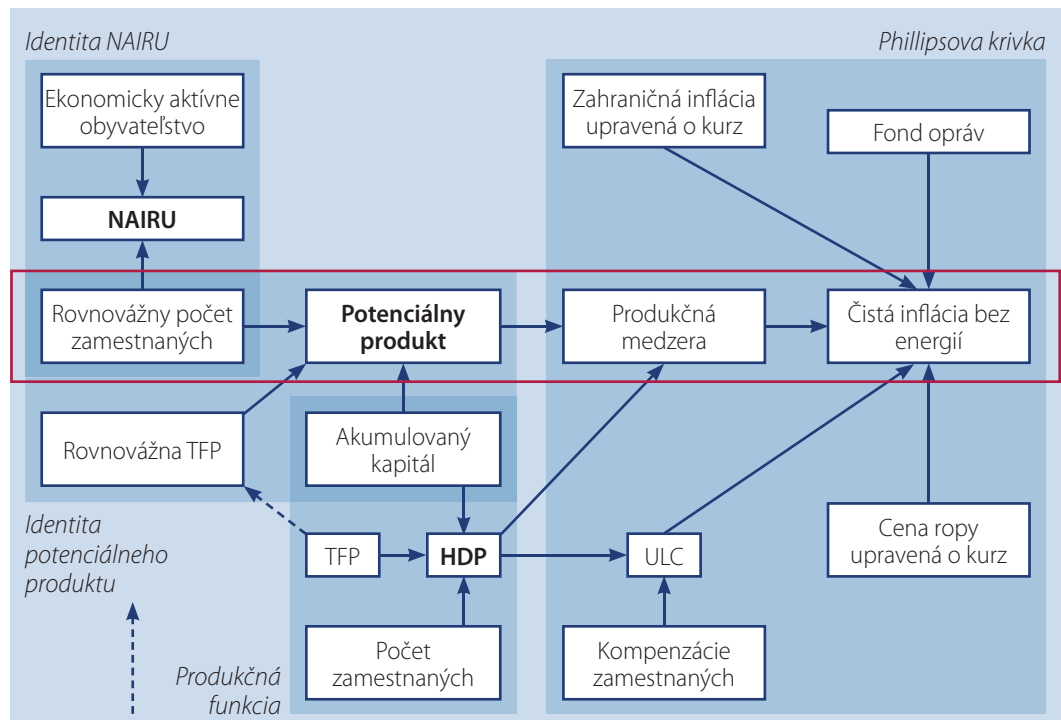 Identita NAIRU
Phillipsova krivka
Ekonomicky aktívne
obyvateľstvo
Zahraničná inflácia
upravená o kurz
Fond opráv
NAIRU
Rovnovážny počet
zamestnaných
Potenciálny
produkt
Produkčná
medzera
Čistá inflácia bez
energií
Rovnovážna TFP
Akumulovaný
kapitál
Identita
potenciálneho
produktu
TFP
HDP
ULC
Cena ropy
upravená o kurz
Počet
zamestnaných
Kompenzácie
zamestnaných
Produkčná
funkcia